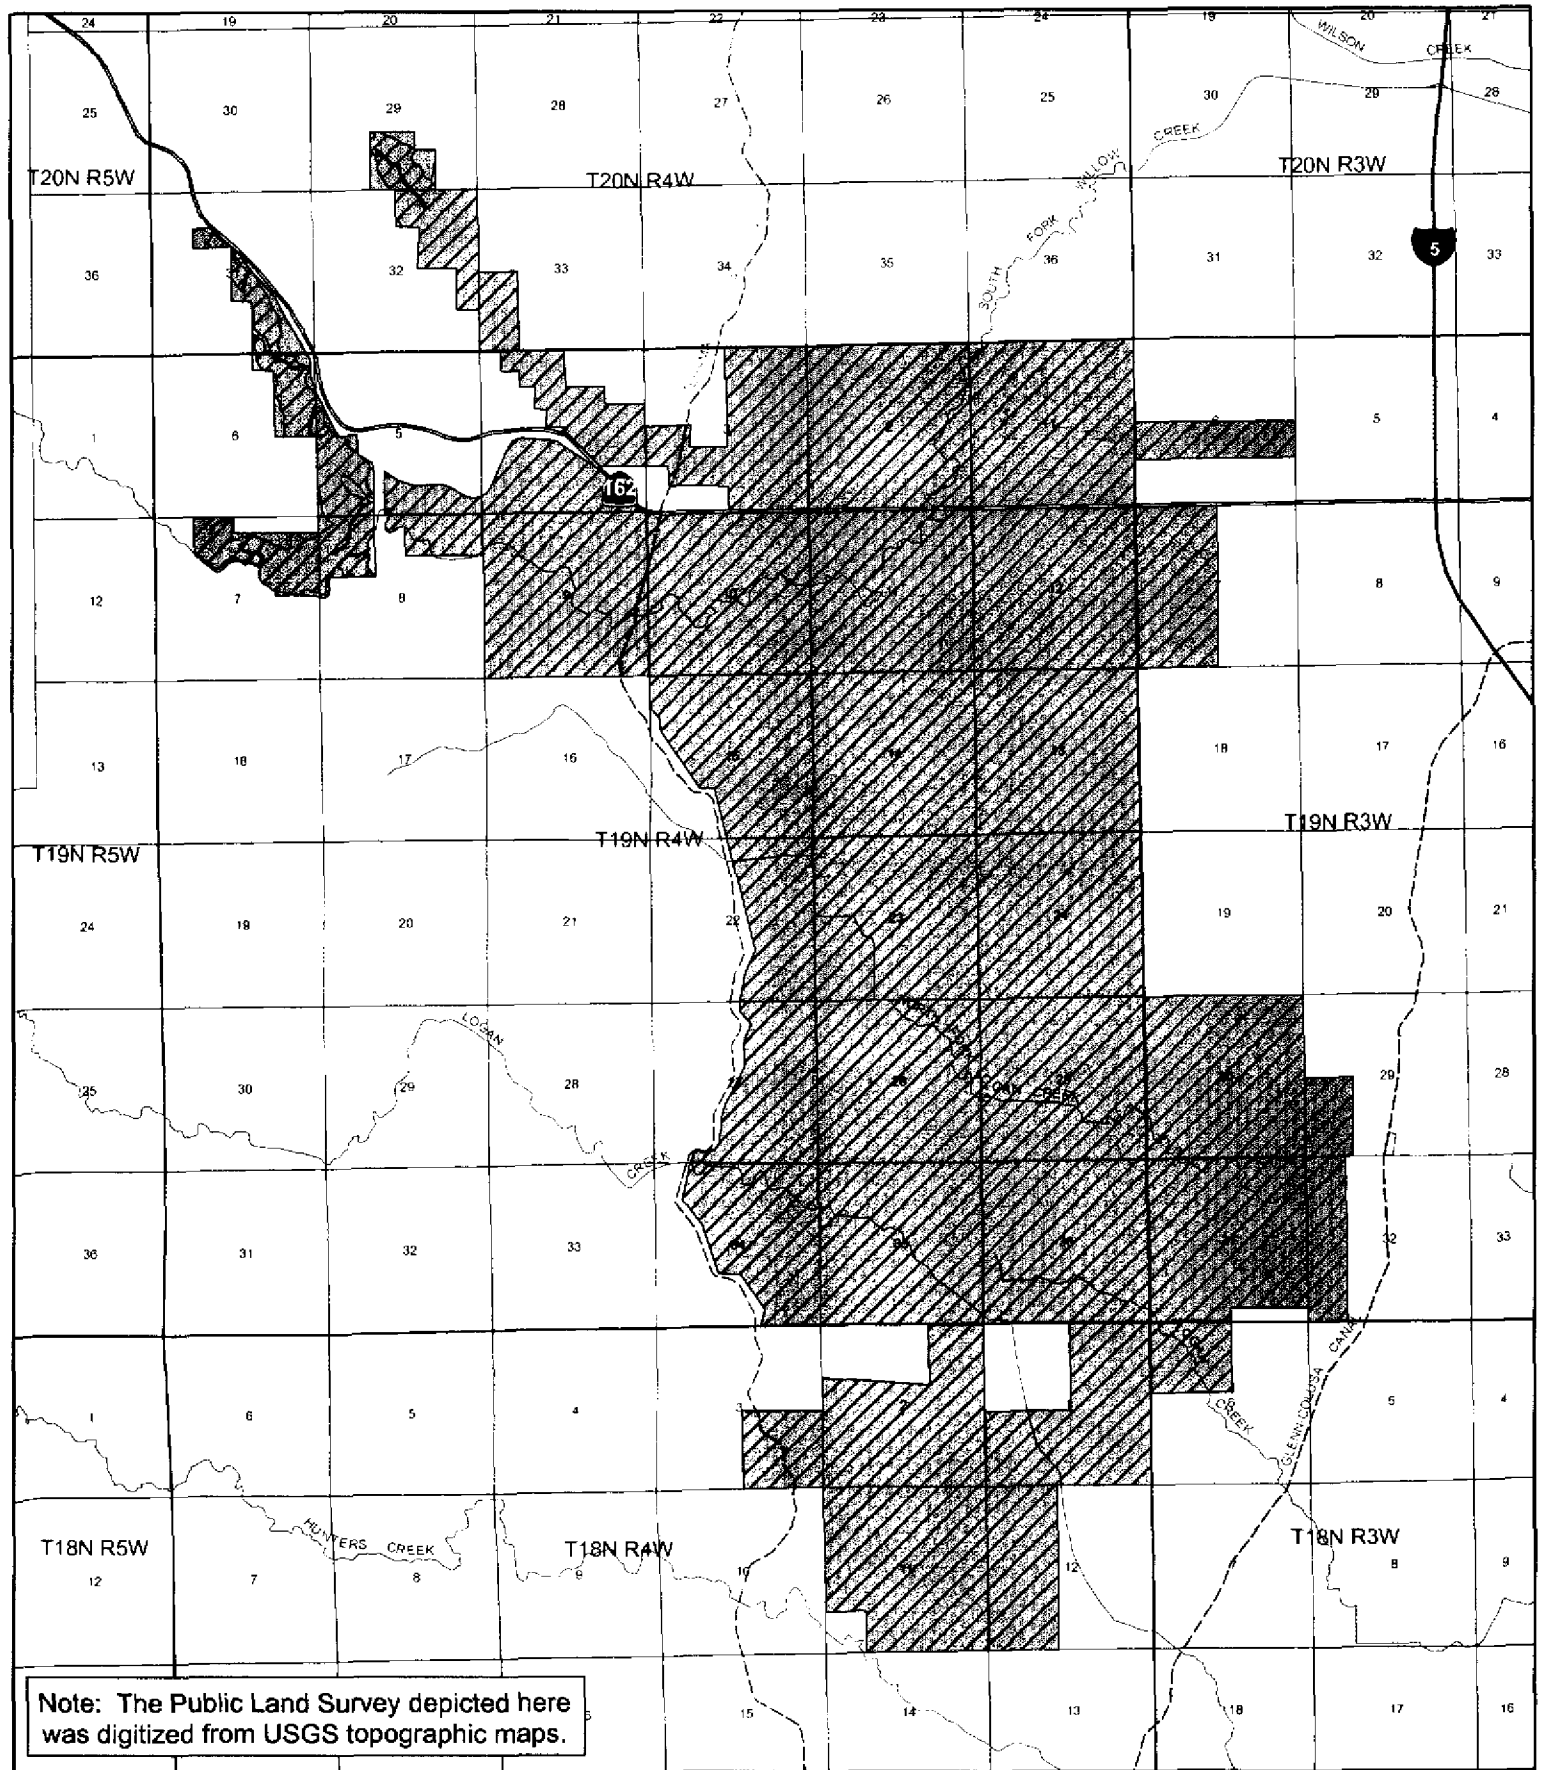 24 19 20 21 22 23 24 19 20 21
WILSON CREEK
25 30 29 28 27 26 25 30 29 28
CREEK
WILLOW
T20N R5W T20N R4W T20N R3W
FORK
SOUTH
5
36 32 33 34 35 36 31 32 33
1 6 5 5 4
162
12 7 8 8 9
13 18 17 16 18 17 16
T19N R5W T19N R4W T19N R3W
24 19 20 21 22 23 19 20 21
LOGAN
25 30 29 28 29 28
CREEK
CREEK
36 31 32 33 32 33
GLENN-COLUSA CANAL
1 6 5 4 3 2 6 5 4
CREEK
HUNTERS CREEK
T18N R5W T18N R4W T18N R3W
12 7 8 9 10 12 7 8 9
Note: The Public Land Survey depicted here
was digitized from USGS topographic maps.
15 14 13 18 17 16